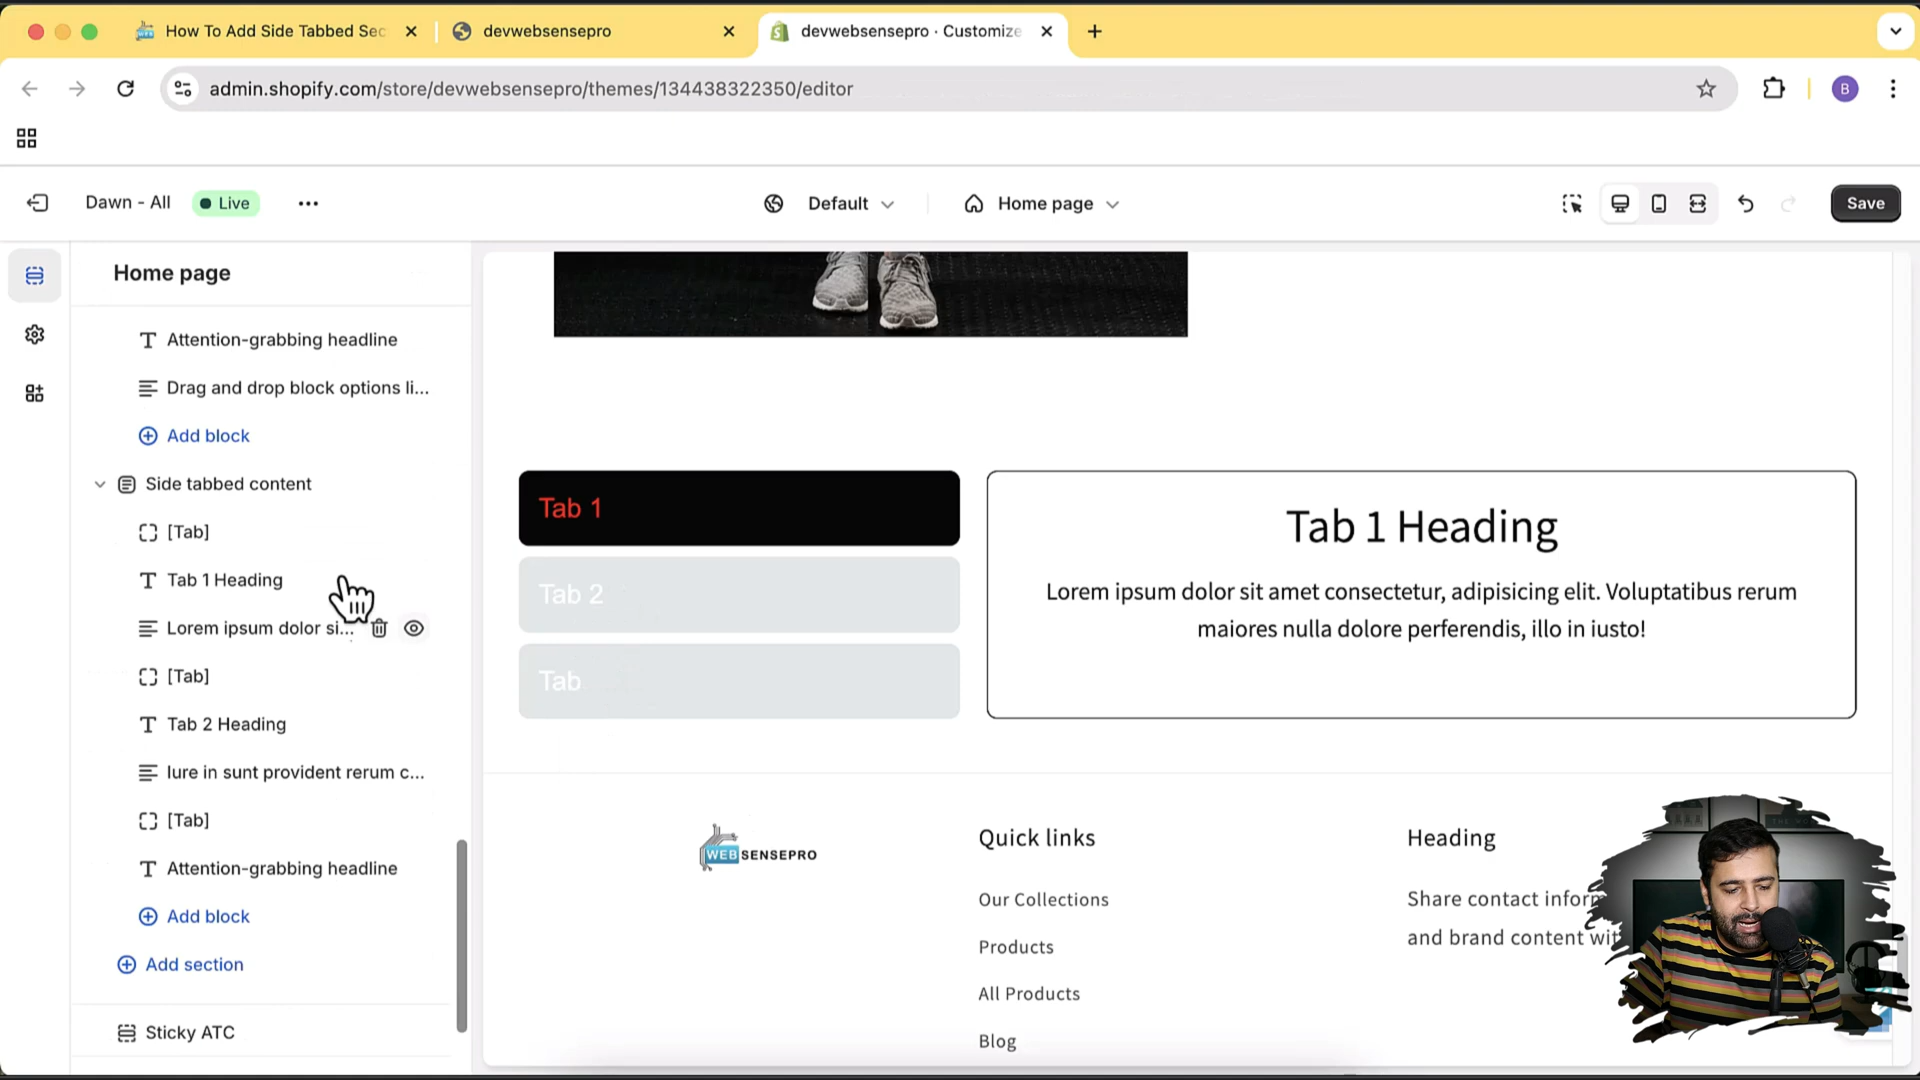 How To Add Side Tabbed Sec
devwebsensepro
devwebsensepro · Customize
admin.shopify.com/store/devwebsensepro/themes/134438322350/editor
B
Dawn - All
Live
Default
Home page
Save
Home page
Attention-grabbing headline
Drag and drop block options li...
Add block
Side tabbed content
[Tab]
Tab 1 Heading
Lorem ipsum dolor si...
[Tab]
Tab 2 Heading
Iure in sunt provident rerum c...
[Tab]
Attention-grabbing headline
Add block
Add section
Sticky ATC
Tab 1
Tab 2
Tab
Tab 1 Heading
Lorem ipsum dolor sit amet consectetur, adipisicing elit. Voluptatibus rerum
maiores nulla dolore perferendis, illo in iusto!
WEBSENSEPRO
Quick links
Our Collections
Products
All Products
Blog
Heading
Share contact inform
and brand content wit